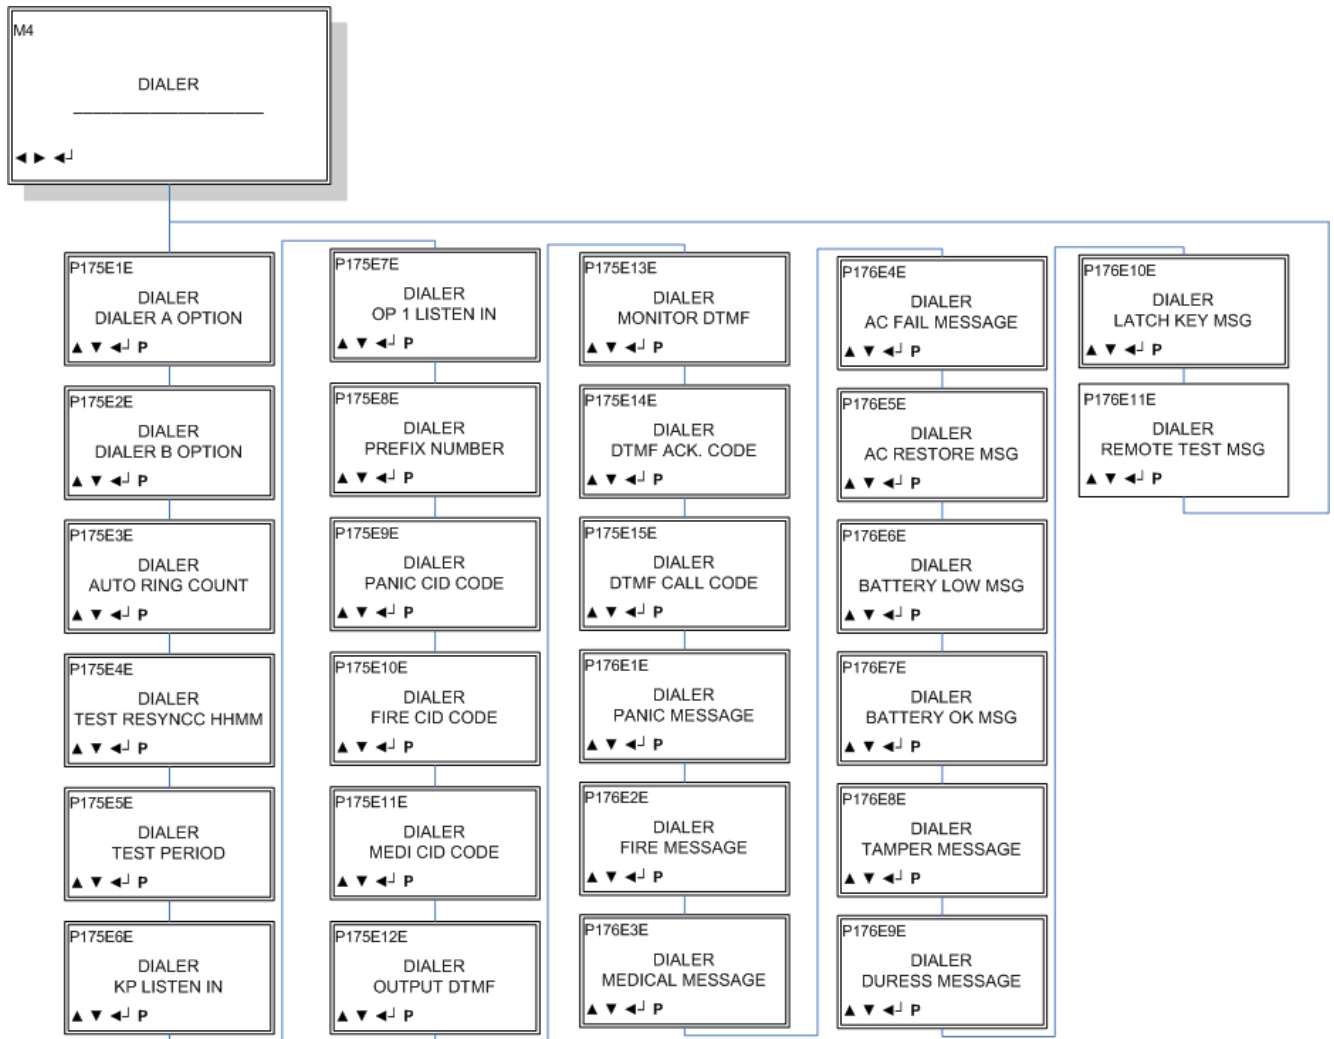 M4
DIALER
◄ ► ◄┘
P175E1E
DIALER
DIALER A OPTION
▲ ▼ ◄┘ P
P175E2E
DIALER
DIALER B OPTION
▲ ▼ ◄┘ P
P175E3E
DIALER
AUTO RING COUNT
▲ ▼ ◄┘ P
P175E4E
DIALER
TEST RESYNCC HHMM
▲ ▼ ◄┘ P
P175E5E
DIALER
TEST PERIOD
▲ ▼ ◄┘ P
P175E6E
DIALER
KP LISTEN IN
▲ ▼ ◄┘ P
P175E7E
DIALER
OP 1 LISTEN IN
▲ ▼ ◄┘ P
P175E8E
DIALER
PREFIX NUMBER
▲ ▼ ◄┘ P
P175E9E
DIALER
PANIC CID CODE
▲ ▼ ◄┘ P
P175E10E
DIALER
FIRE CID CODE
▲ ▼ ◄┘ P
P175E11E
DIALER
MEDI CID CODE
▲ ▼ ◄┘ P
P175E12E
DIALER
OUTPUT DTMF
▲ ▼ ◄┘ P
P175E13E
DIALER
MONITOR DTMF
▲ ▼ ◄┘ P
P175E14E
DIALER
DTMF ACK. CODE
▲ ▼ ◄┘ P
P175E15E
DIALER
DTMF CALL CODE
▲ ▼ ◄┘ P
P176E1E
DIALER
PANIC MESSAGE
▲ ▼ ◄┘ P
P176E2E
DIALER
FIRE MESSAGE
▲ ▼ ◄┘ P
P176E3E
DIALER
MEDICAL MESSAGE
▲ ▼ ◄┘ P
P176E4E
DIALER
AC FAIL MESSAGE
▲ ▼ ◄┘ P
P176E5E
DIALER
AC RESTORE MSG
▲ ▼ ◄┘ P
P176E6E
DIALER
BATTERY LOW MSG
▲ ▼ ◄┘ P
P176E7E
DIALER
BATTERY OK MSG
▲ ▼ ◄┘ P
P176E8E
DIALER
TAMPER MESSAGE
▲ ▼ ◄┘ P
P176E9E
DIALER
DURESS MESSAGE
▲ ▼ ◄┘ P
P176E10E
DIALER
LATCH KEY MSG
▲ ▼ ◄┘ P
P176E11E
DIALER
REMOTE TEST MSG
▲ ▼ ◄┘ P